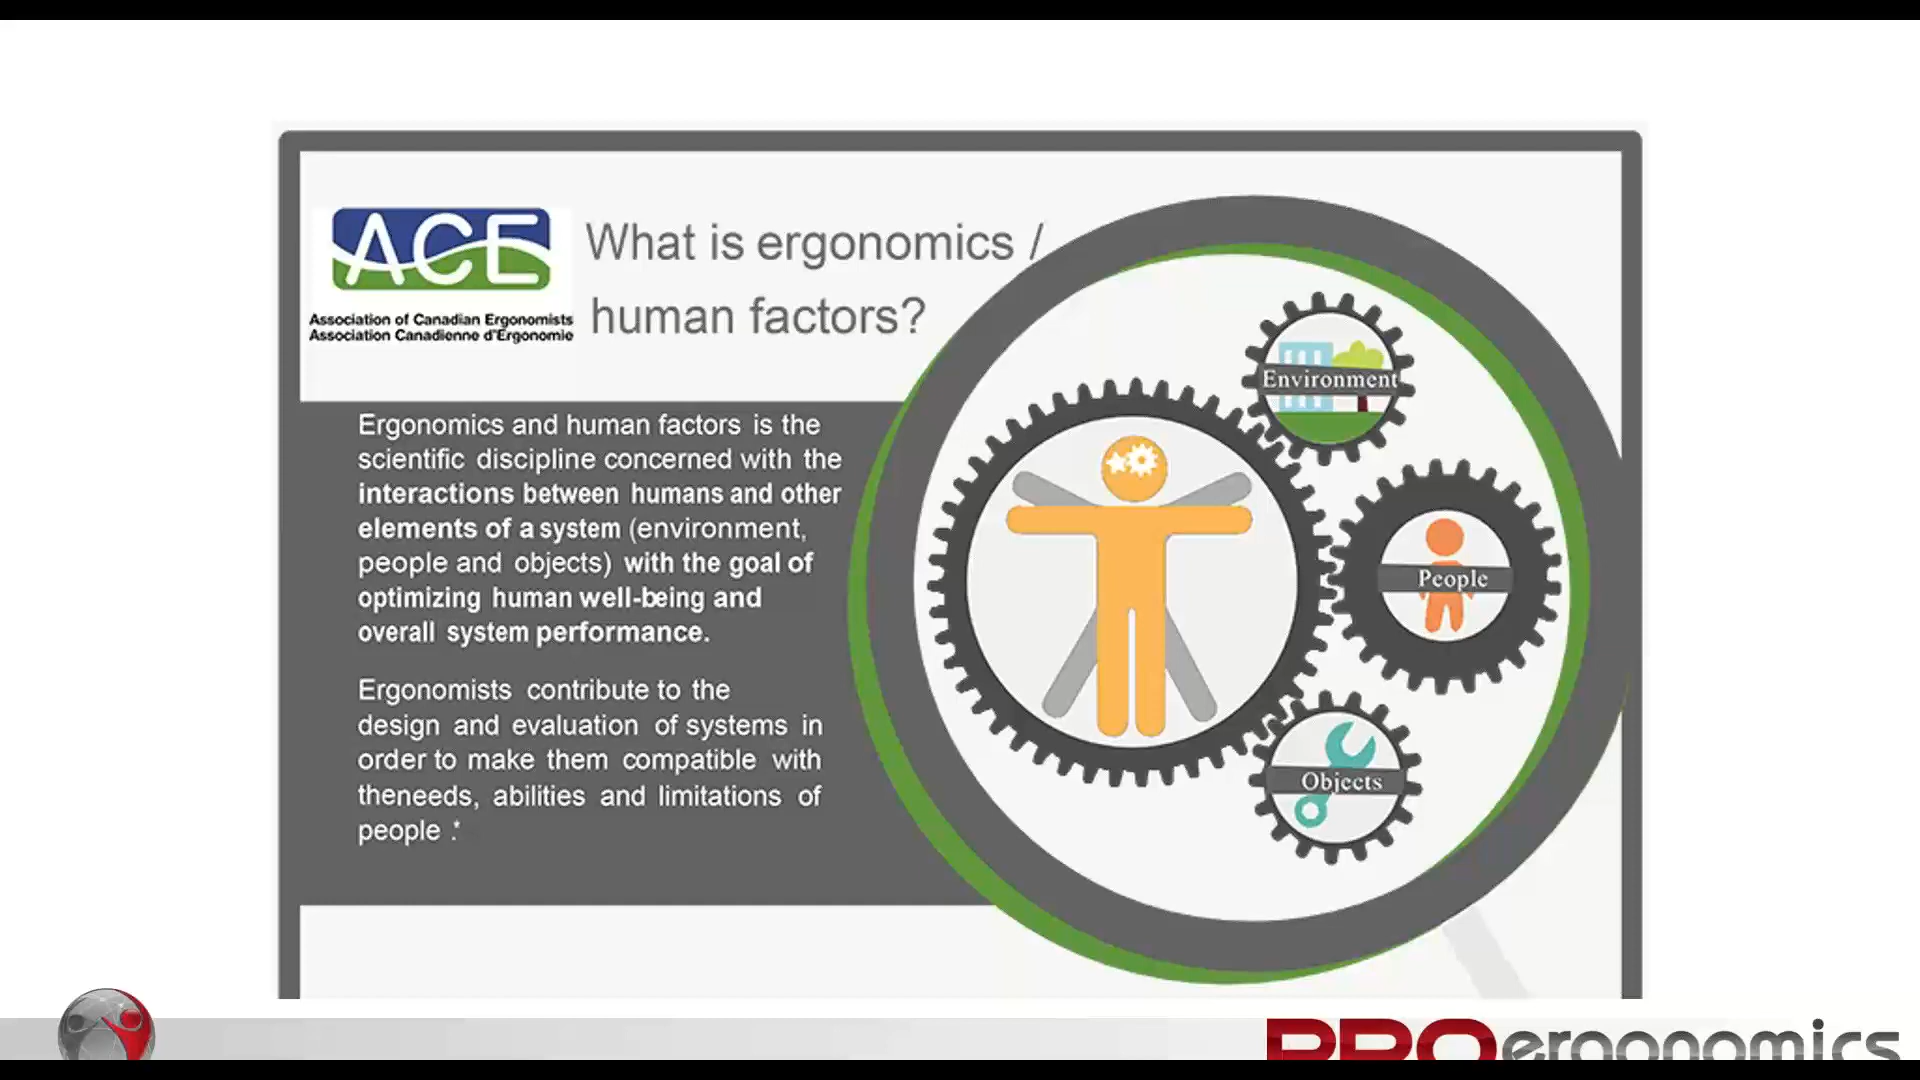 ACE
Association of Canadian Ergonomists
Association Canadienne d'Ergonomie
What is ergonomics /
human factors?
Ergonomics and human factors is the
scientific discipline concerned with the
interactions between humans and other
elements of a system (environment,
people and objects) with the goal of
optimizing human well-being and
overall system performance.
Ergonomists contribute to the
design and evaluation of systems in
order to make them compatible with
theneeds, abilities and limitations of
people .*
Environment
People
Objects
PROergonomics